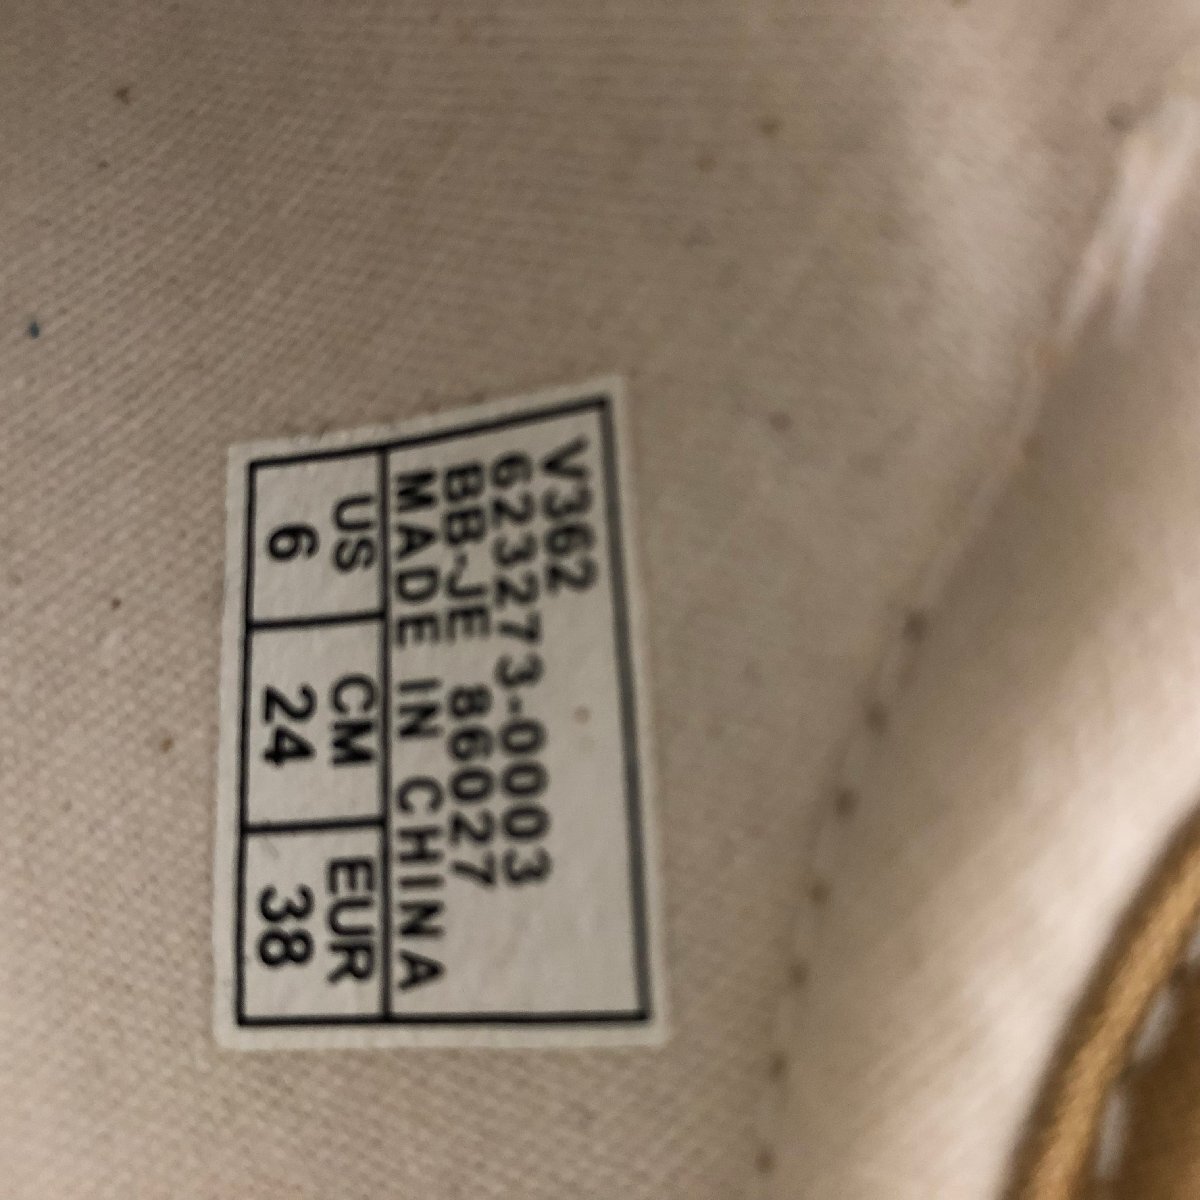 V362
623273-0003
BB-JE 86027
MADE IN CHINA
US CM EUR
6 24 38